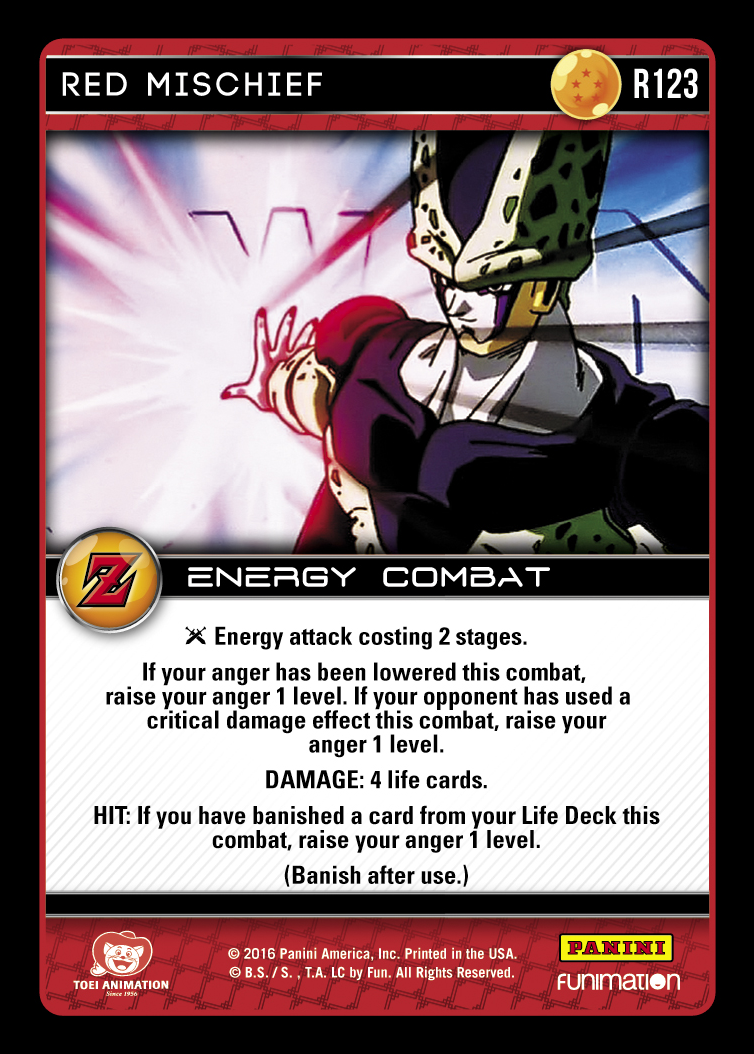 RED MISCHIEF
R123
Z
ENERGY COMBAT
Energy attack costing 2 stages.
If your anger has been lowered this combat,
raise your anger 1 level. If your opponent has used a
critical damage effect this combat, raise your
anger 1 level.
DAMAGE: 4 life cards.
HIT: If you have banished a card from your Life Deck this
combat, raise your anger 1 level.
(Banish after use.)
TOEI ANIMATION
Since 1956
© 2016 Panini America, Inc. Printed in the USA.
© B.S. / S. , T.A. LC by Fun. All Rights Reserved.
PANINI
FUNimation